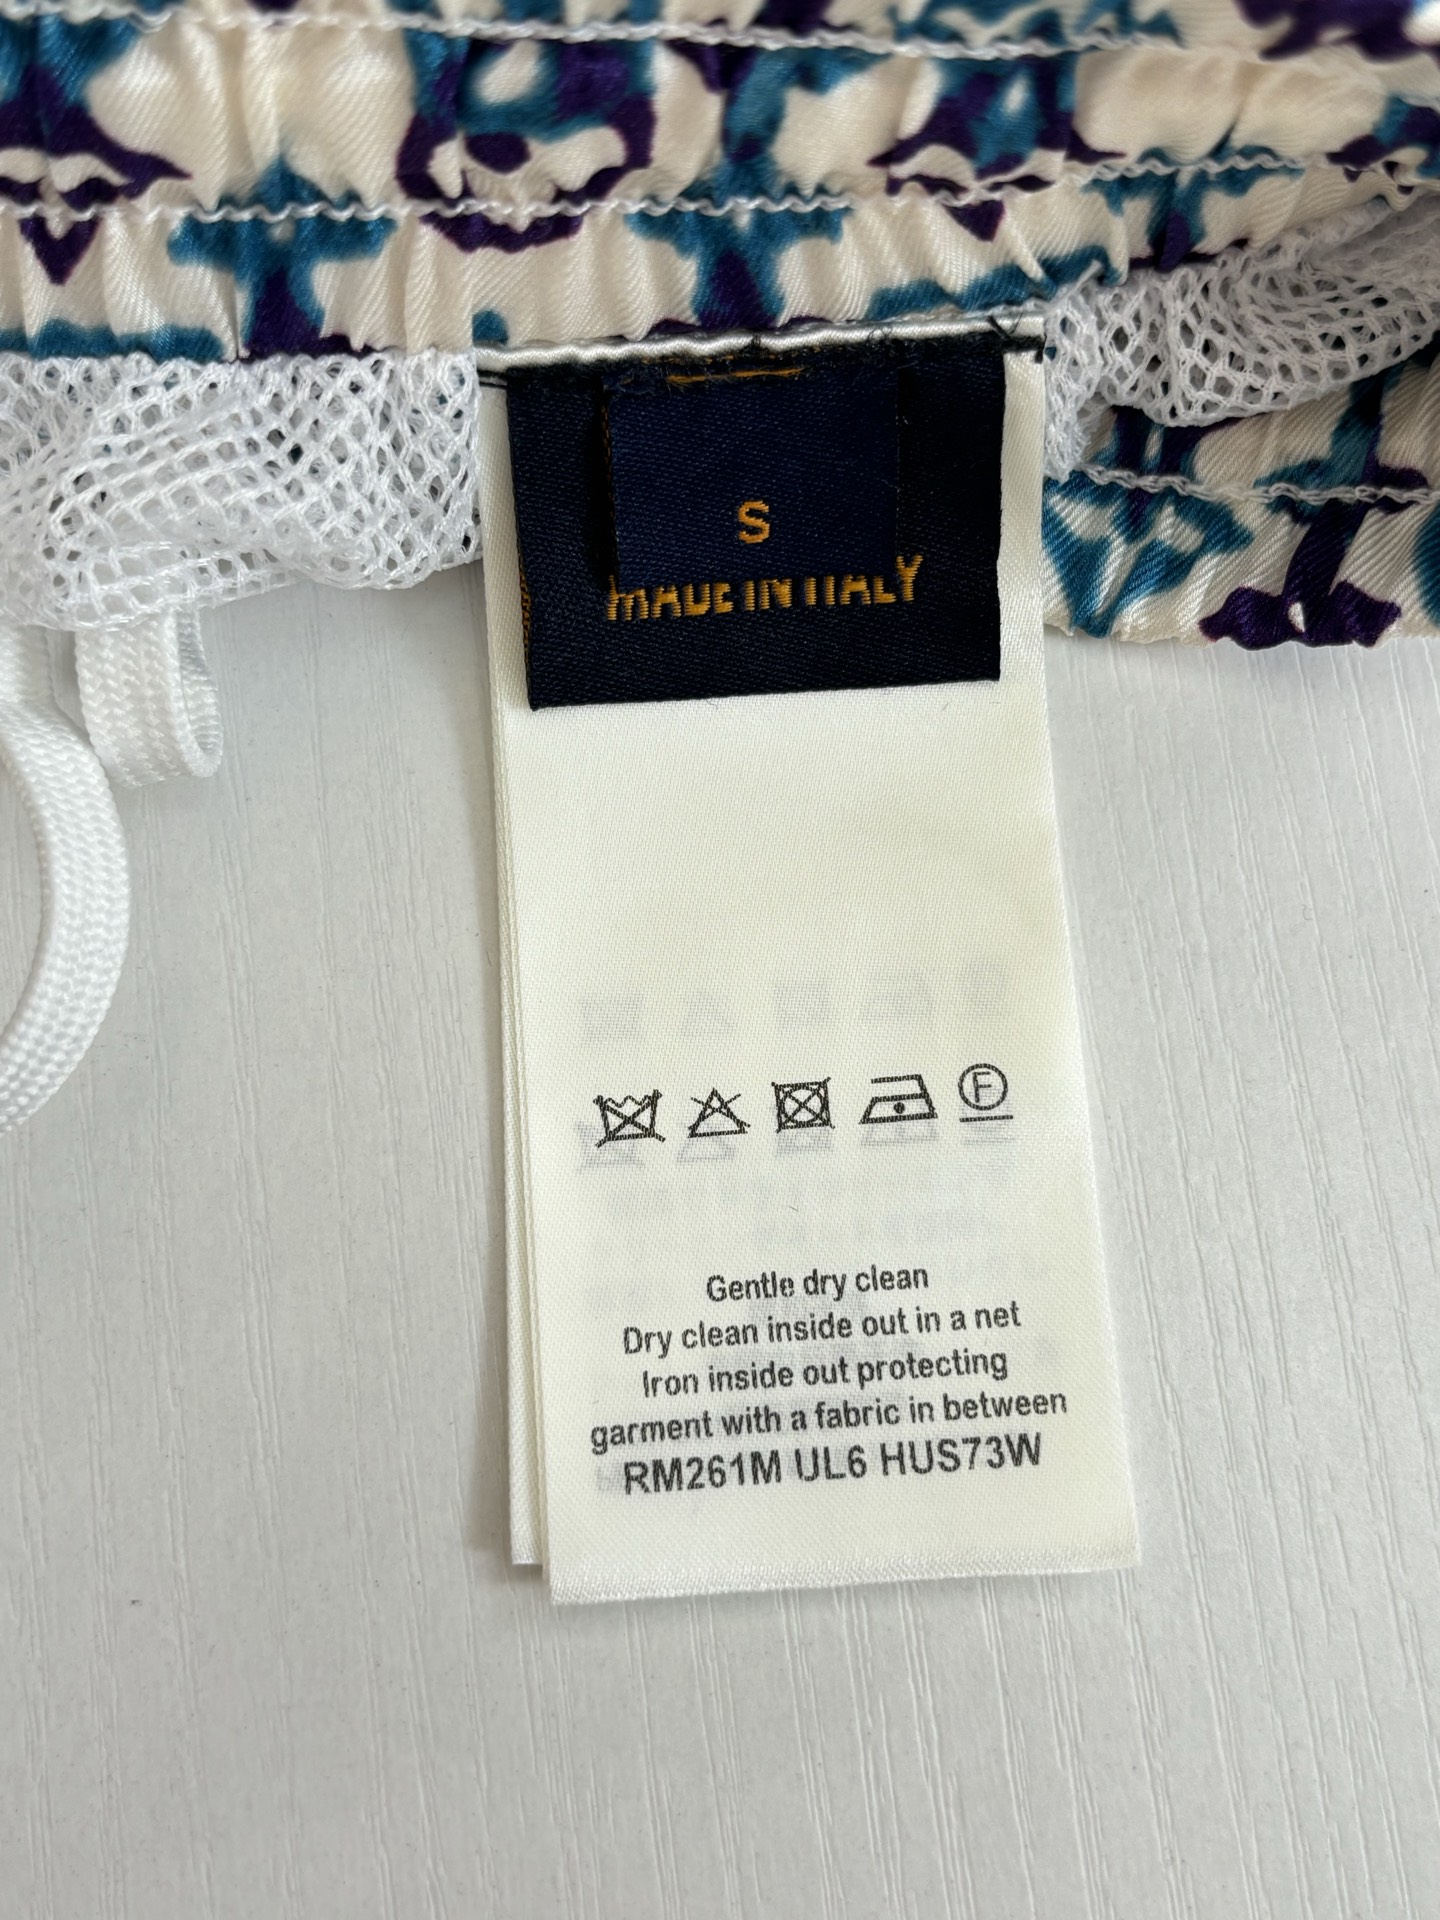 S
MADE IN ITALY
F
Gentle dry clean
Dry clean inside out in a net
Iron inside out protecting
garment with a fabric in between
RM261M UL6 HUS73W